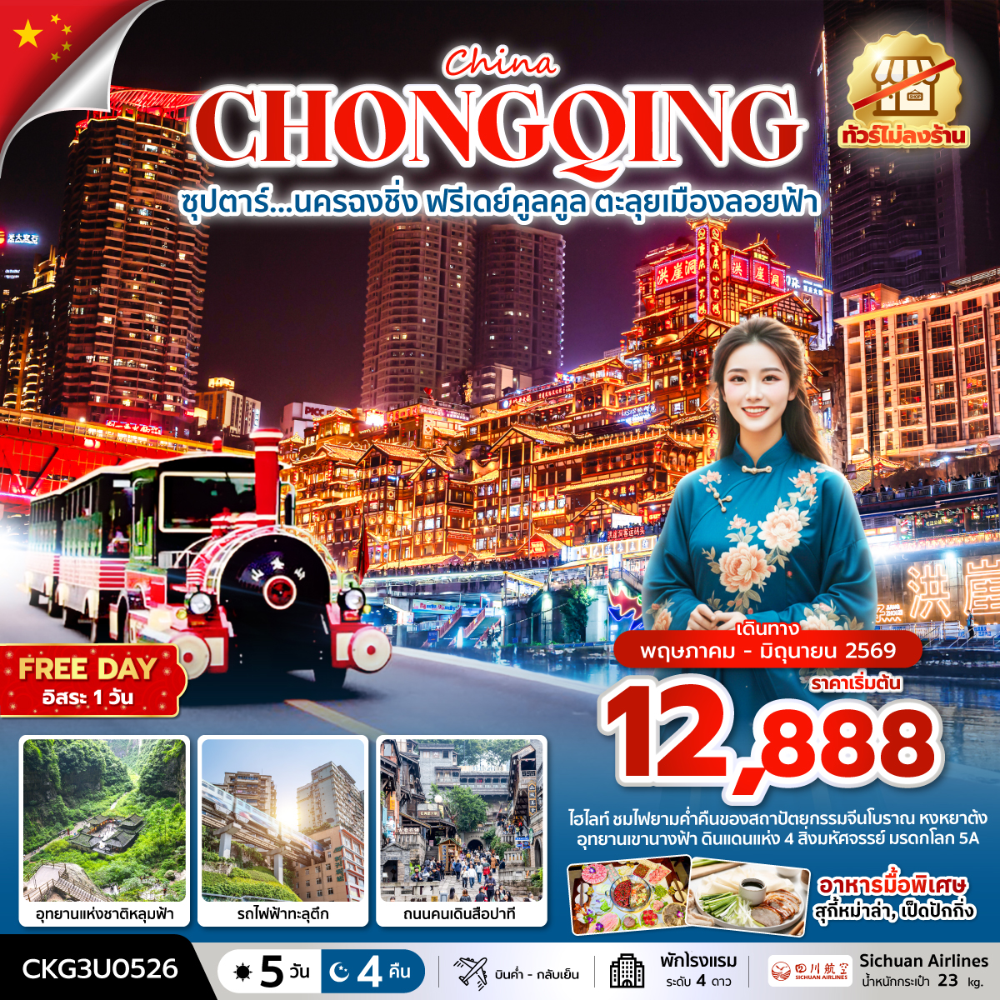 China
CHONGQING
SHOP
ทัวร์ไม่ลงร้าน
ซุปตาร์...นครฉงชิ่ง ฟรีเดย์คูลคูล ตะลุยเมืองลอยฟ้า
洪崖洞
洪崖洞
PICC
洪崖
FREE DAY
อิสระ 1 วัน
เดินทาง
พฤษภาคม - มิถุนายน 2569
ราคาเริ่มต้น
12,888
ไฮไลท์ ชมไฟยามค่ำคืนของสถาปัตยกรรมจีนโบราณ หงหยาต้ง
อุทยานเขานางฟ้า ดินแดนแห่ง 4 สิ่งมหัศจรรย์ มรดกโลก 5A
อุทยานแห่งชาติหลุมฟ้า
รถไฟฟ้าทะลุตึก
ถนนคนเดินสือปาที
อาหารมื้อพิเศษ
สุกี้หม่าล่า, เป็ดปักกิ่ง
CKG3U0526
5 วัน
4 คืน
บินค่ำ - กลับเย็น
พักโรงแรม
ระดับ 4 ดาว
四川航空
SICHUAN AIRLINES
Sichuan Airlines
น้ำหนักกระเป๋า 23 kg.